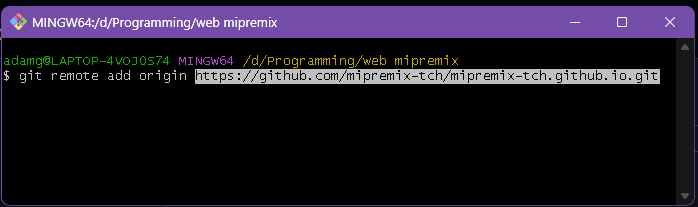 MINGW64:/d/Programming/web mipremix
adamg@LAPTOP-4VOJ0S74 MINGW64 /d/Programming/web mipremix
$ git remote add origin https://github.com/mipremix-tch/mipremix-tch.github.io.git